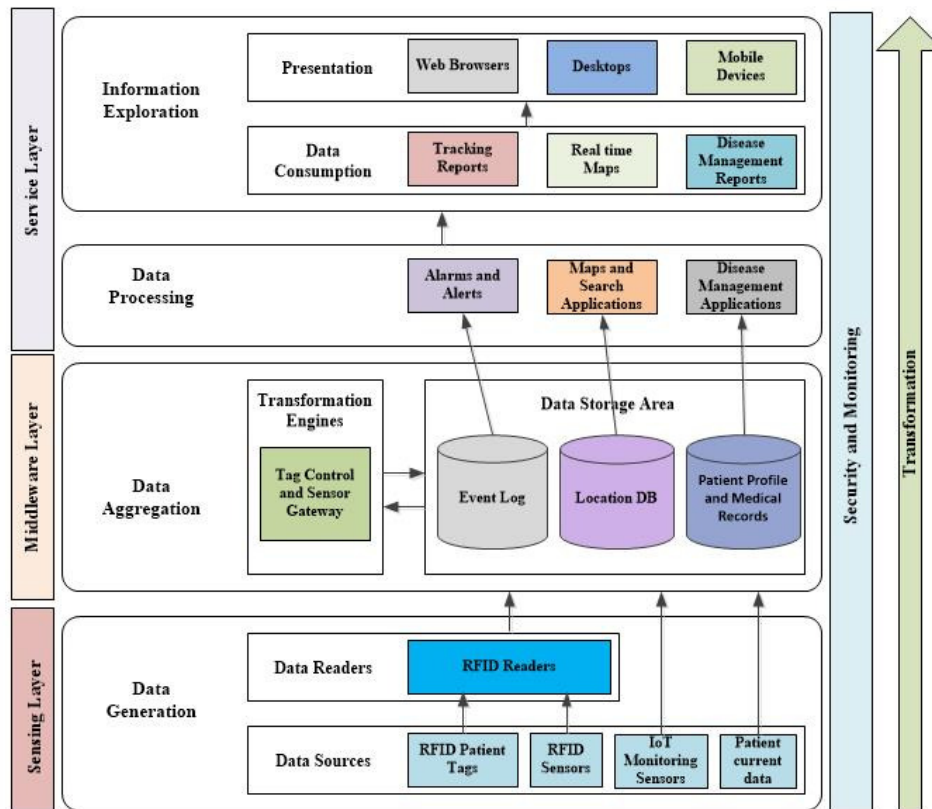 Service Layer
Information
Exploration
Presentation
Web Browsers
Desktops
Mobile
Devices
Data
Consumption
Tracking
Reports
Real time
Maps
Disease
Management
Reports
Data
Processing
Alarms and
Alerts
Maps and
Search
Applications
Disease
Management
Applications
Middleware Layer
Data
Aggregation
Transformation
Engines
Tag Control
and Sensor
Gateway
Data Storage Area
Event Log
Location DB
Patient Profile
and Medical
Records
Sensing Layer
Data
Generation
Data Readers
RFID Readers
Data Sources
RFID Patient
Tags
RFID
Sensors
IoT
Monitoring
Sensors
Patient
current
data
Security and Monitoring
Transformation